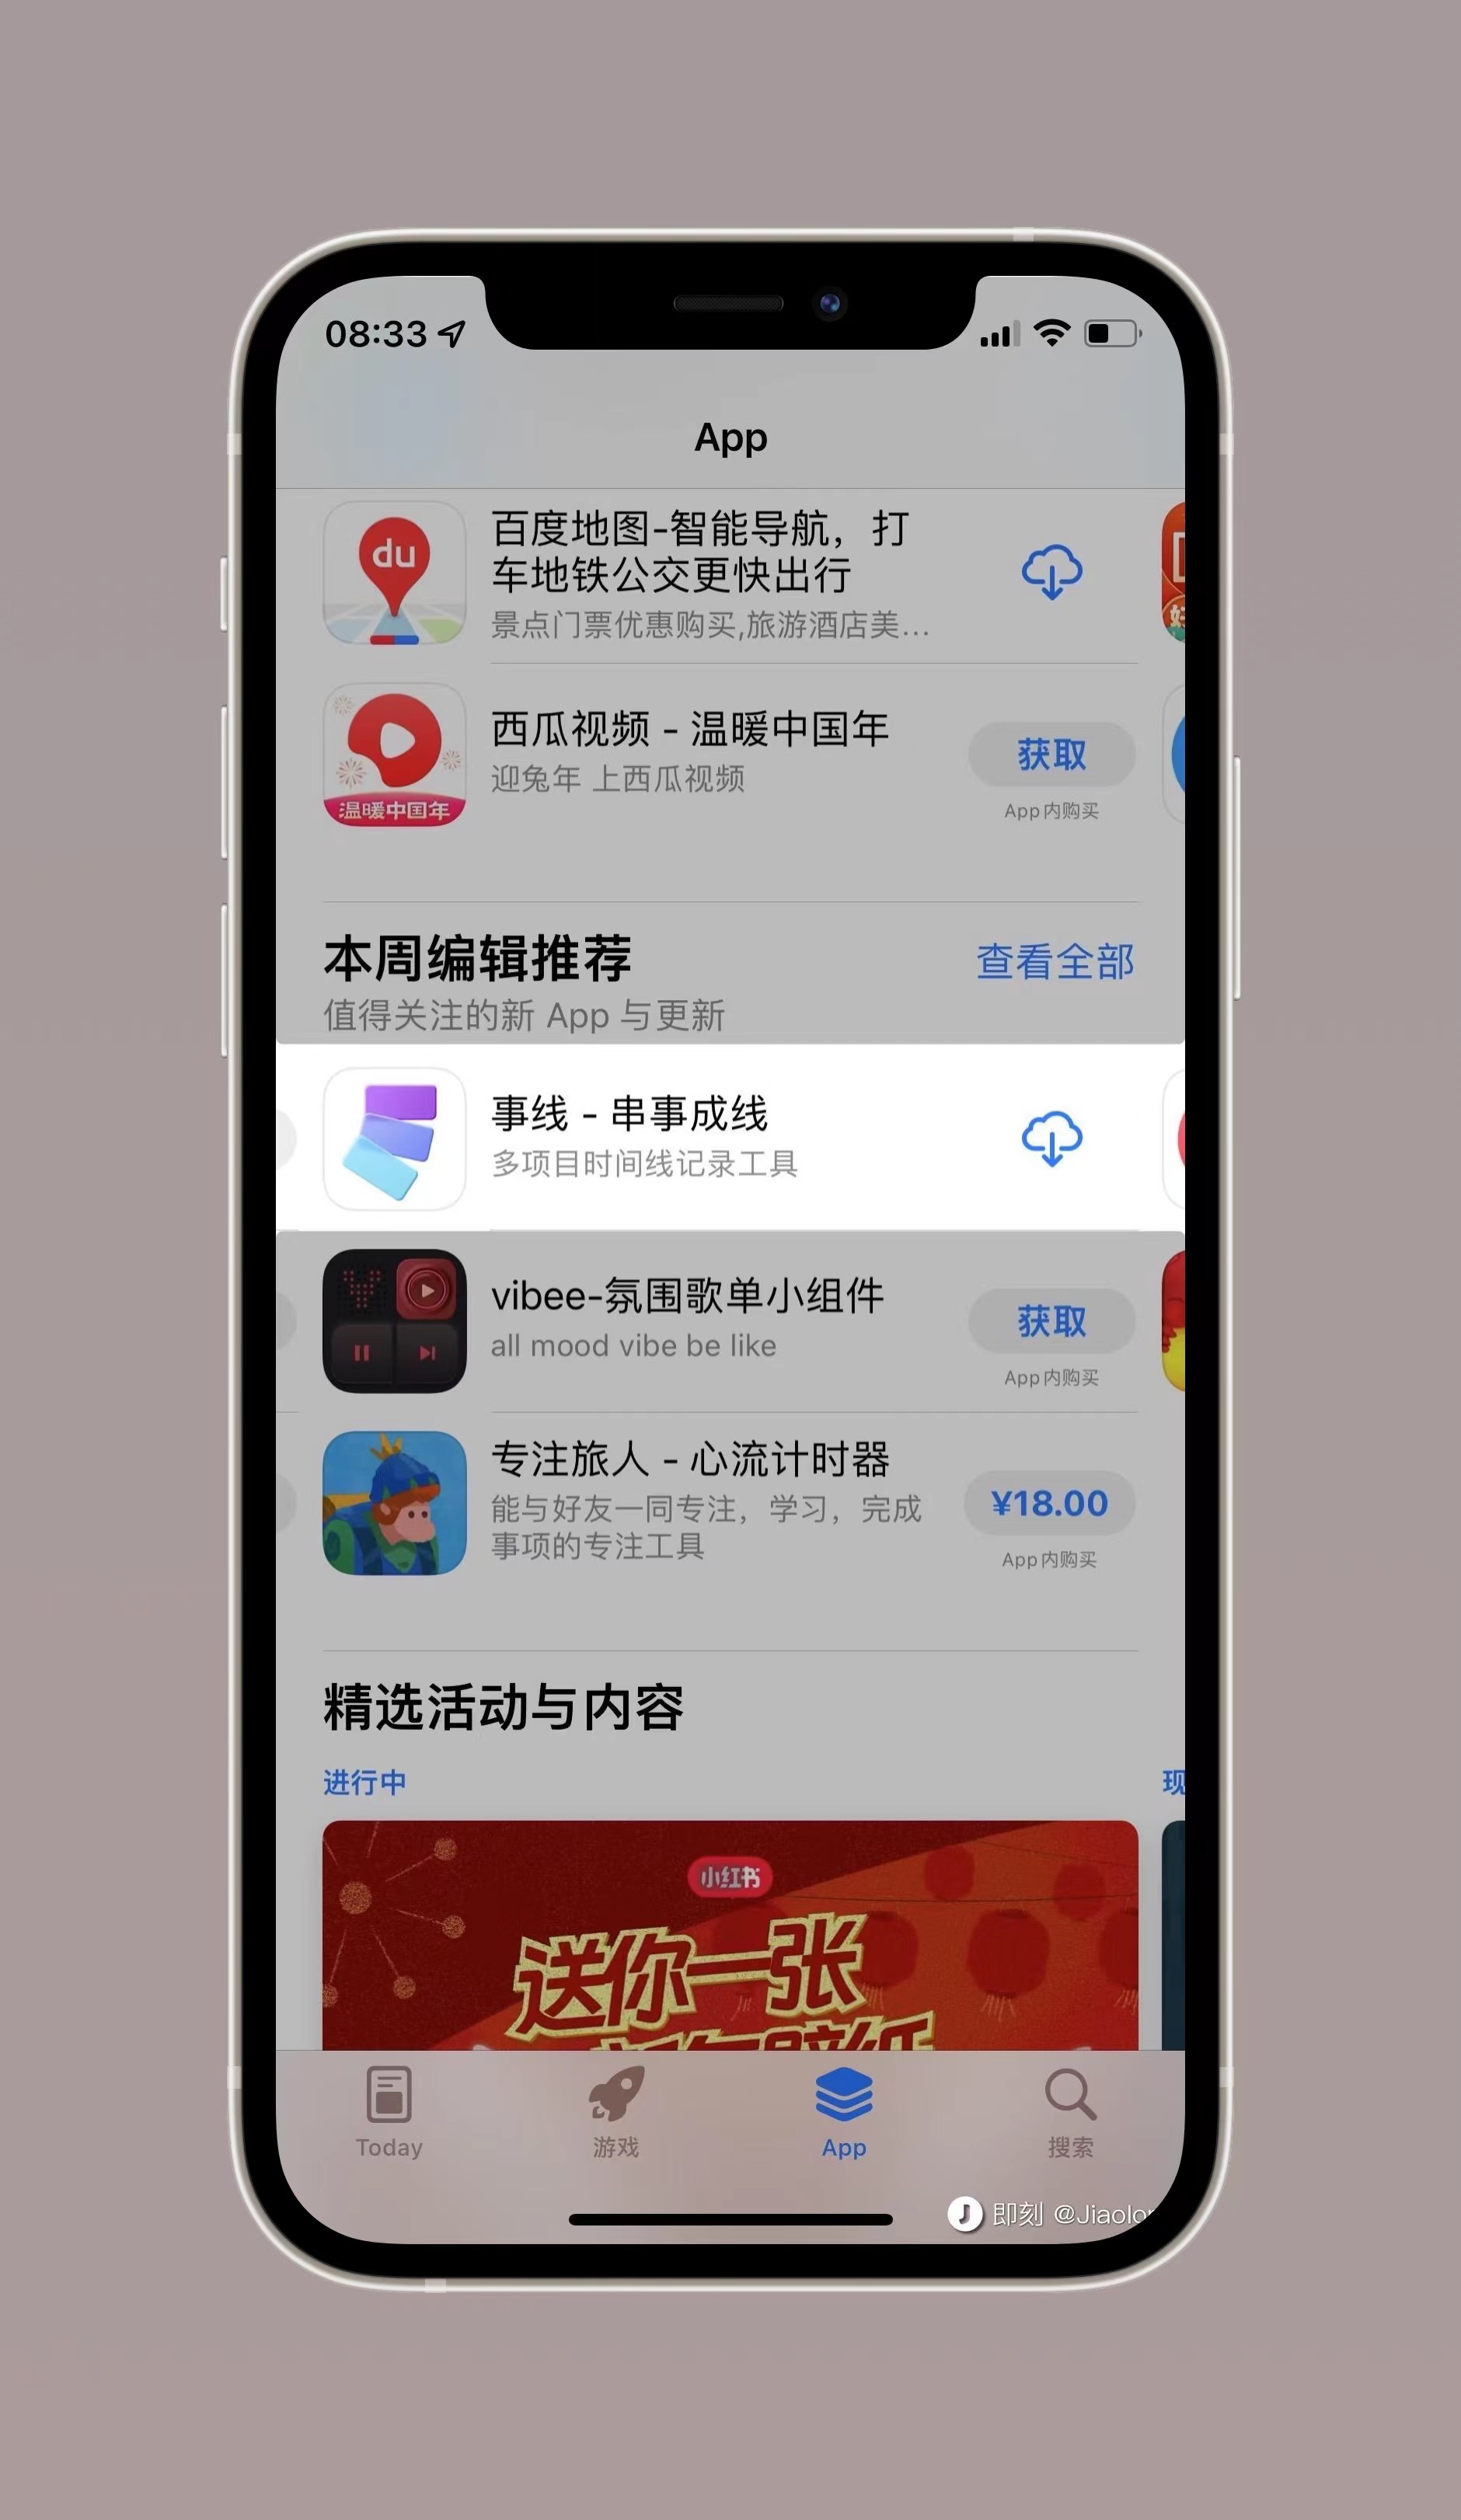 08:33
App
du
百度地图-智能导航，打
车地铁公交更快出行
景点门票优惠购买,旅游酒店美...
西瓜视频 - 温暖中国年
迎兔年 上西瓜视频
温暖中国年
获取
App内购买
本周编辑推荐
查看全部
值得关注的新 App 与更新
事线 - 串事成线
多项目时间线记录工具
vibee-氛围歌单小组件
all mood vibe be like
获取
App内购买
专注旅人 - 心流计时器
能与好友一同专注，学习，完成
事项的专注工具
¥18.00
App内购买
精选活动与内容
进行中
现
小红书
送你一张
Today
游戏
App
搜索
即刻 @Jiaolo